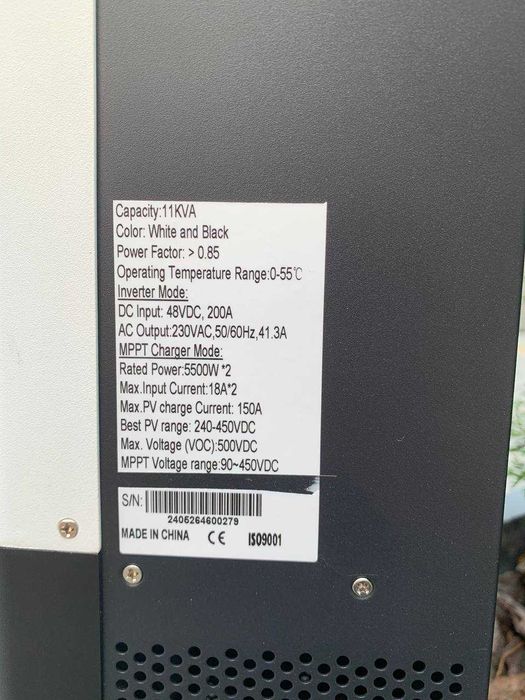 Capacity:11KVA
Color: White and Black
Power Factor: > 0.85
Operating Temperature Range:0-55℃
Inverter Mode:
DC Input: 48VDC, 200A
AC Output:230VAC,50/60Hz,41.3A
MPPT Charger Mode:
Rated Power:5500W *2
Max.Input Current:18A*2
Max.PV charge Current: 150A
Best PV range: 240-450VDC
Max. Voltage (VOC):500VDC
MPPT Voltage range:90~450VDC
S/N:
2405264600279
MADE IN CHINA CE ISO9001